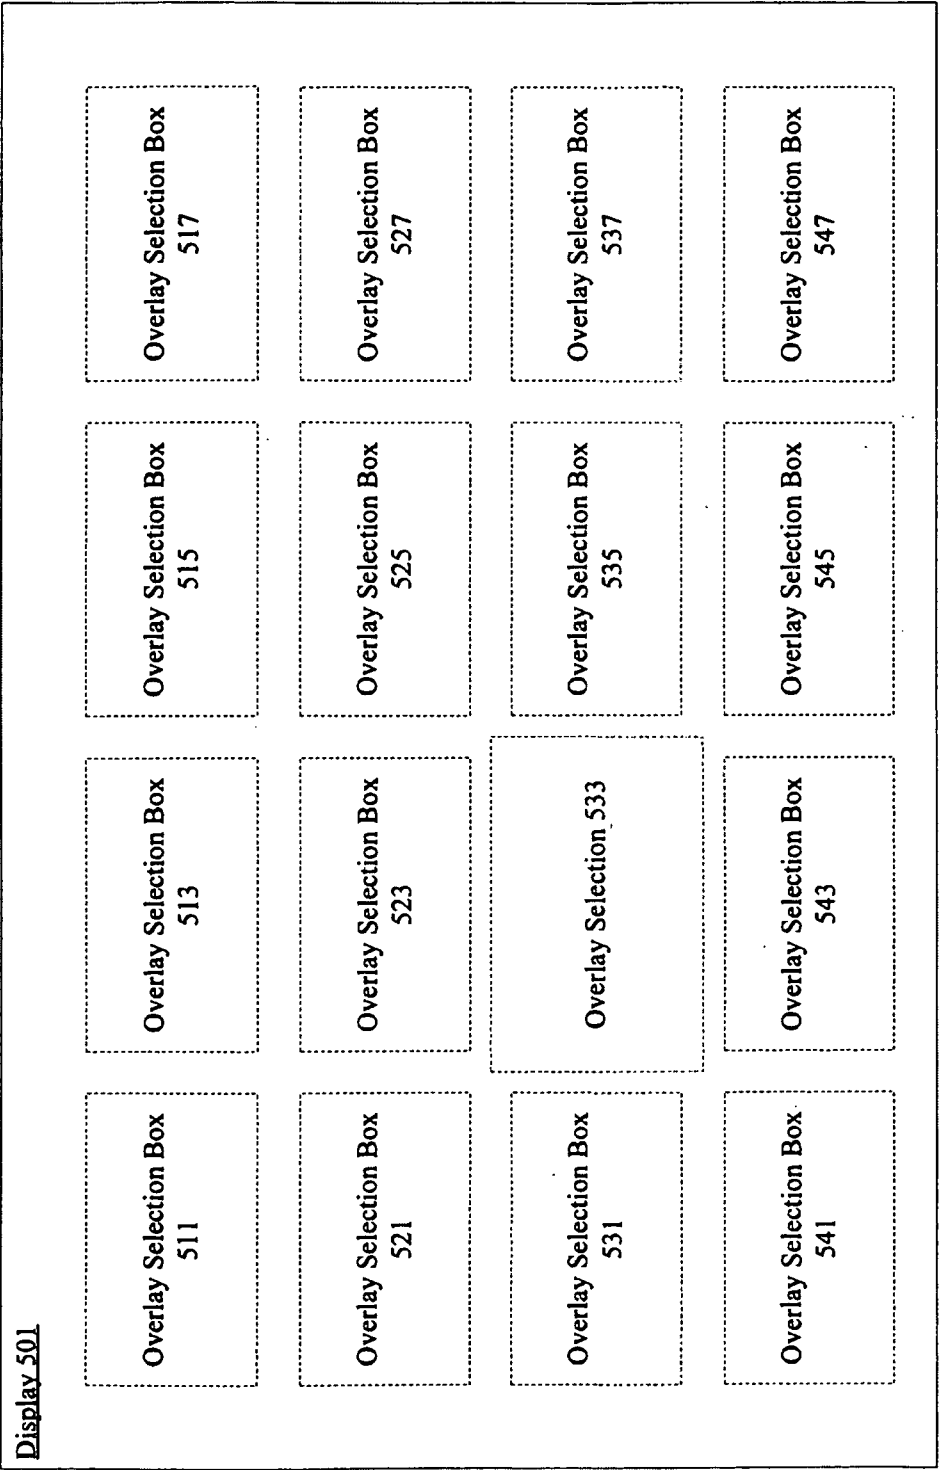 Display 501
Overlay Selection Box
511
Overlay Selection Box
513
Overlay Selection Box
515
Overlay Selection Box
517
Overlay Selection Box
521
Overlay Selection Box
523
Overlay Selection Box
525
Overlay Selection Box
527
Overlay Selection Box
531
Overlay Selection 533
Overlay Selection Box
535
Overlay Selection Box
537
Overlay Selection Box
541
Overlay Selection Box
543
Overlay Selection Box
545
Overlay Selection Box
547